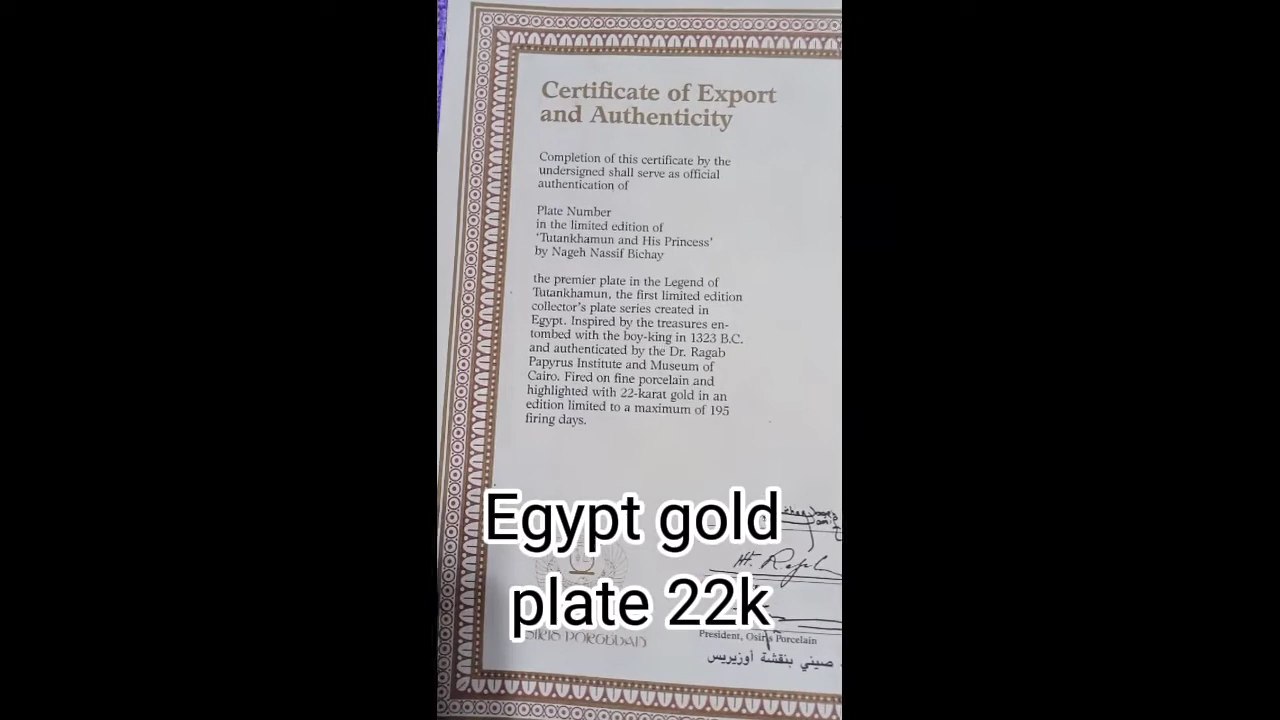 Certificate of Export
and Authenticity
Completion of this certificate by the
undersigned shall serve as official
authentication of
Plate Number
in the limited edition of
'Tutankhamun and His Princess'
by Nageh Nassif Bichay
the premier plate in the Legend of
Tutankhamun, the first limited edition
collector's plate series created in
Egypt. Inspired by the treasures en-
tombed with the boy-king in 1323 B.C.
and authenticated by the Dr. Ragab
Papyrus Institute and Museum of
Cairo. Fired on fine porcelain and
highlighted with 22-karat gold in an
edition limited to a maximum of 195
firing days.
Egypt gold
plate 22k
President, Osiris Porcelain
صيني بنقشة أوزيريس